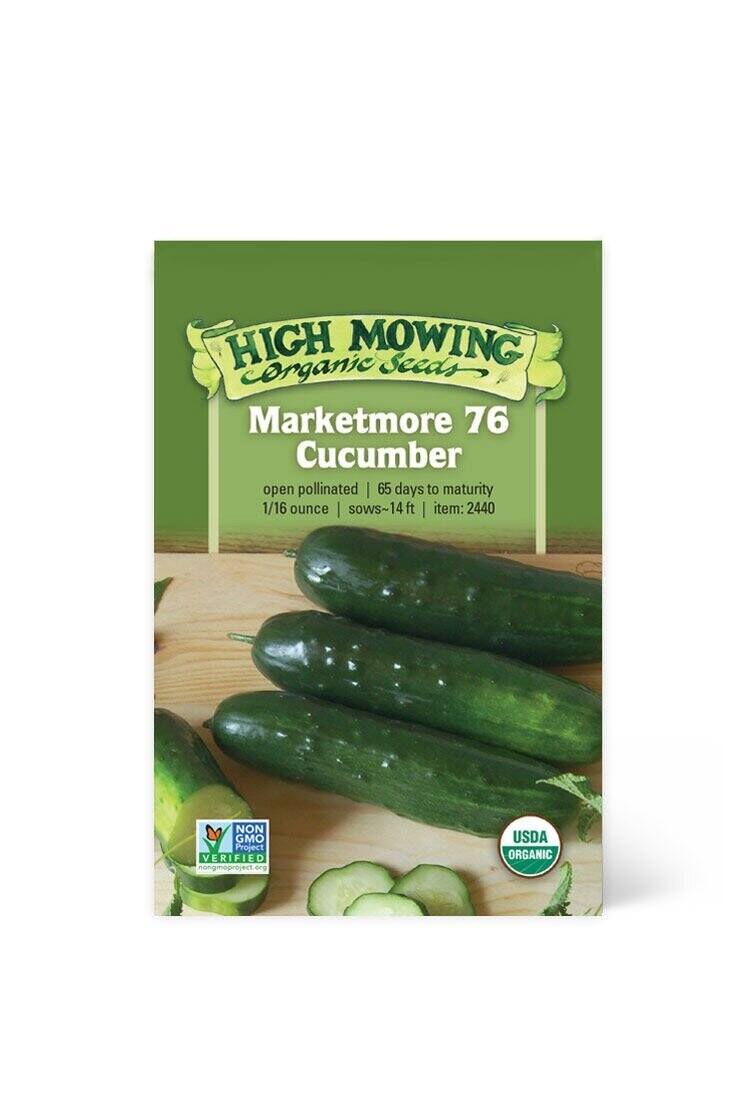 HIGH MOWING
Organic Seeds
Marketmore 76
Cucumber
open pollinated | 65 days to maturity
1/16 ounce | sows~14 ft | item: 2440
NON
GMO
Project
VERIFIED
nongmoproject.org
USDA
ORGANIC